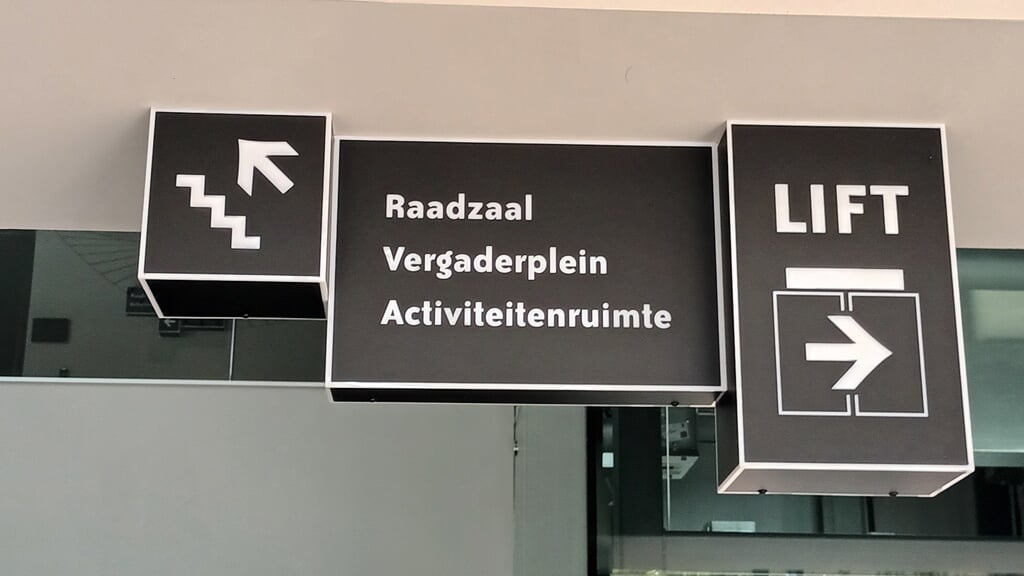 Raadzaal
Vergaderplein
Activiteitenruimte
LIFT